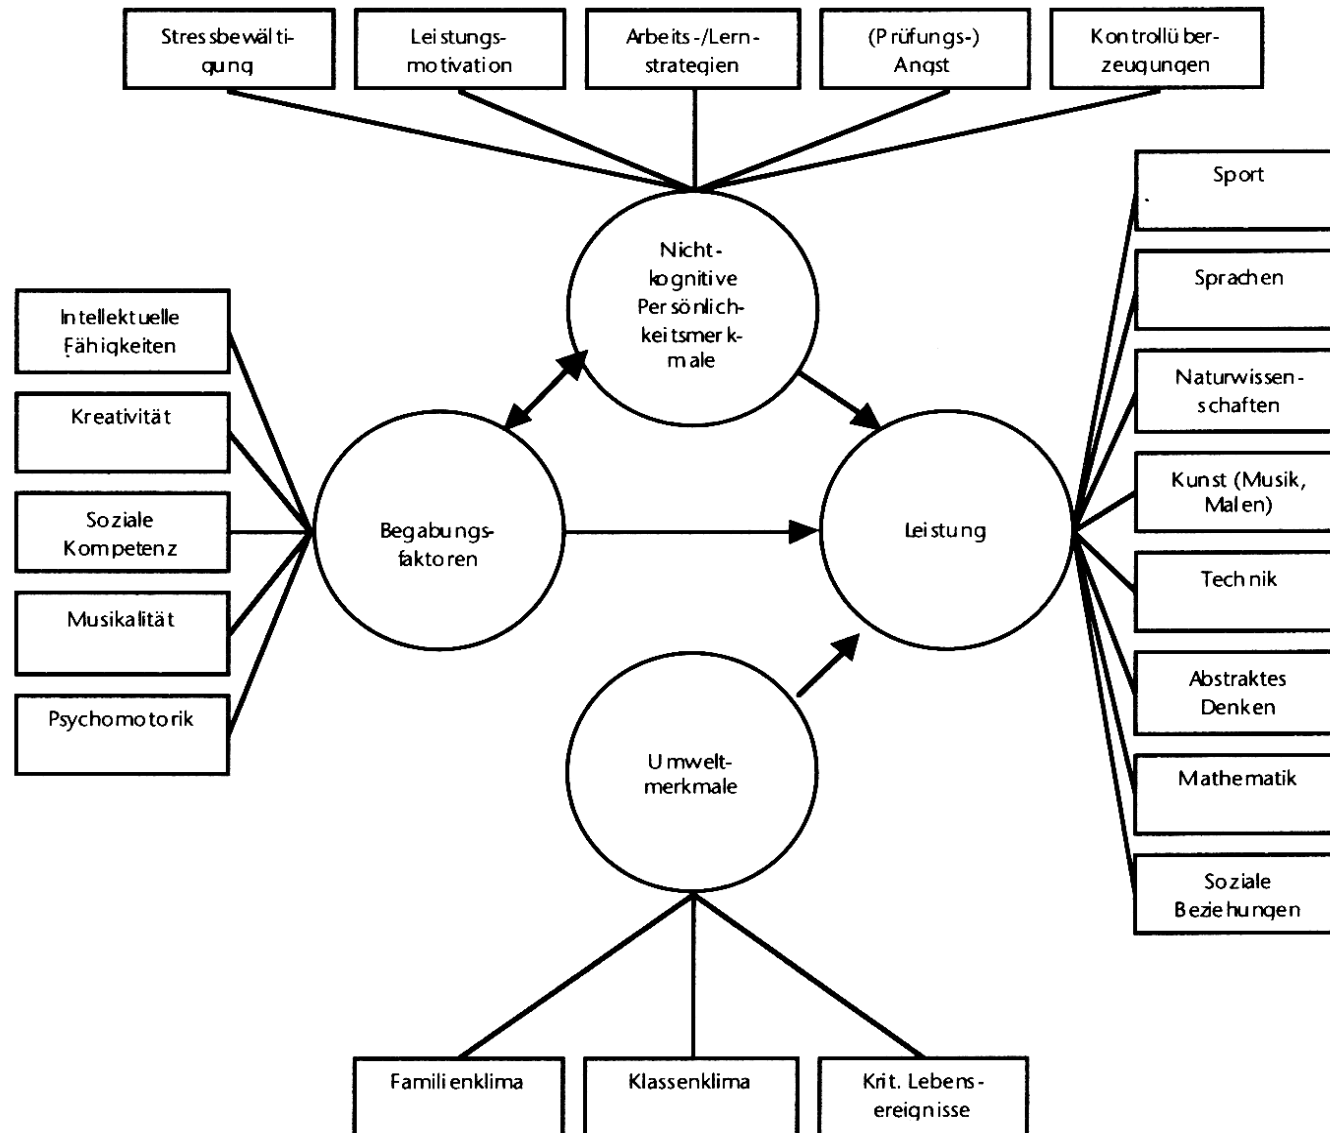 Stressbewälti-
gung
Leistungs-
motivation
Arbeits-/Lern-
strategien
(Prüfungs-)
Angst
Kontrollüber-
zeugungen
Nicht-
kognitive
Persönlich-
keitsmerk-
male
Intellektuelle
Fähigkeiten
Kreativität
Soziale
Kompetenz
Musikalität
Psychomotorik
Begabungs-
faktoren
Leistung
Umwelt-
merkmale
Sport
Sprachen
Naturwissen-
schaften
Kunst (Musik,
Malen)
Technik
Abstraktes
Denken
Mathematik
Soziale
Beziehungen
Familienklima
Klassenklima
Krit. Lebens-
ereignisse